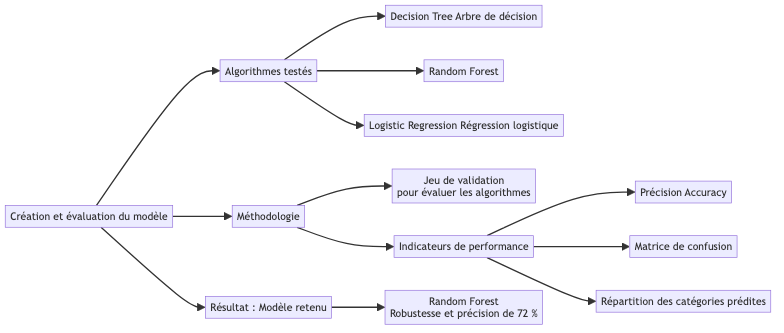 Decision Tree Arbre de décision
Algorithmes testés
Random Forest
Logistic Regression Régression logistique
Création et évaluation du modèle
Méthodologie
Jeu de validation
pour évaluer les algorithmes
Indicateurs de performance
Précision Accuracy
Matrice de confusion
Répartition des catégories prédites
Résultat : Modèle retenu
Random Forest
Robustesse et précision de 72 %